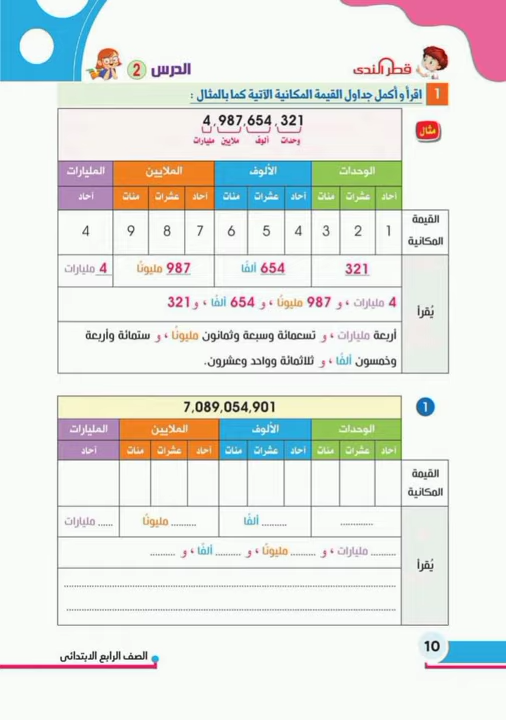 قطر الندى
الدرس 2
1 اقرأ وأكمل جداول القيمة المكانية الآتية كما بالمثال :
مثال
4,987,654,321
وحدات ألوف ملايين مليارات
الوحدات الألوف الملايين المليارات
آحاد عشرات مئات آحاد عشرات مئات آحاد عشرات مئات آحاد
القيمة المكانية 1 2 3 4 5 6 7 8 9 4
يُقرأ
321 654 ألفًا 987 مليونًا 4 مليارات
4 مليارات ، و 987 مليونًا ، و 654 ألفًا ، و 321
أربعة مليارات ، و تسعمائة وسبعة وثمانون مليونًا ، و ستمائة وأربعة
وخمسون ألفًا ، و ثلاثمائة وواحد وعشرون.
1
7,089,054,901
الوحدات الألوف الملايين المليارات
آحاد عشرات مئات آحاد عشرات مئات آحاد عشرات مئات آحاد
القيمة المكانية
يُقرأ
............. .......... ألفًا .......... مليونًا ...... مليارات
.......... مليارات ، و .......... مليونًا ، و .......... ألفًا ، و ..........
10
الصف الرابع الابتدائى